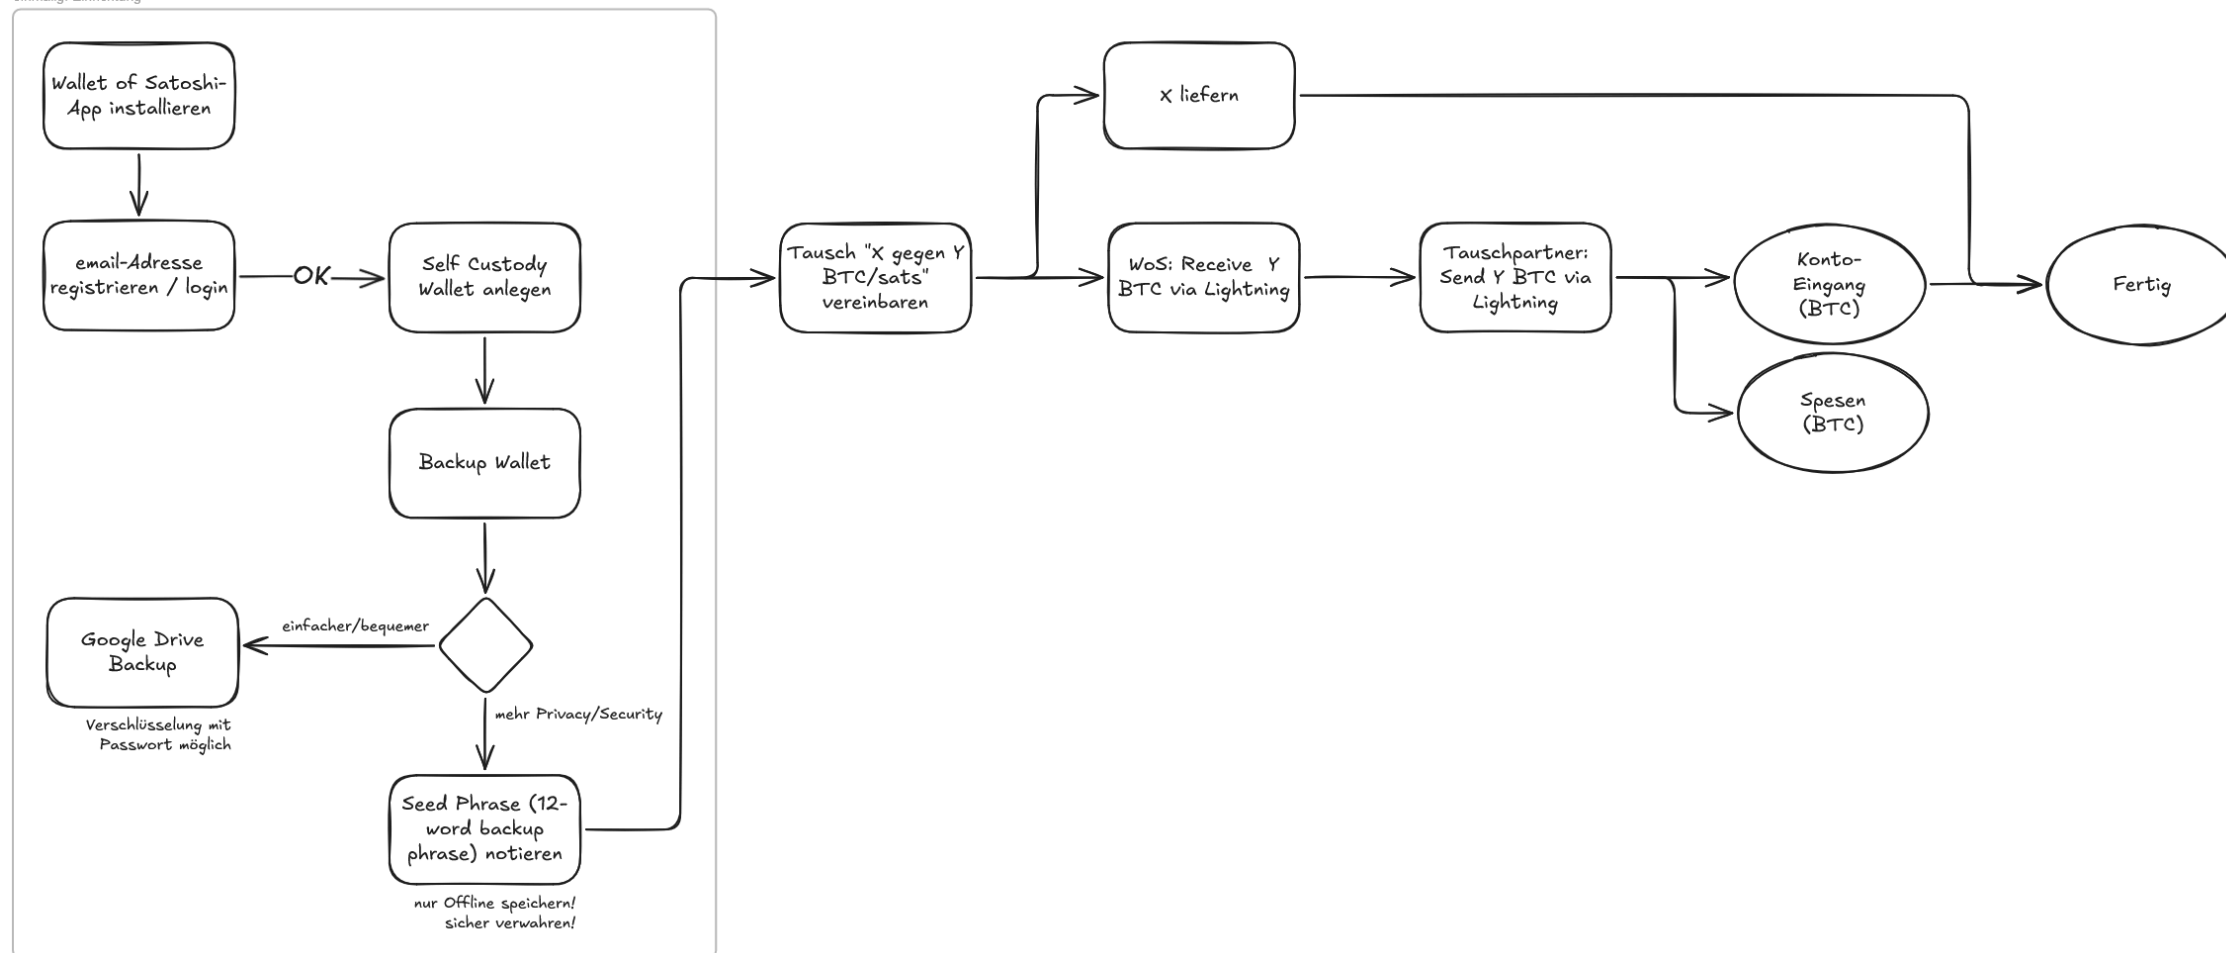 Wallet of Satoshi-
App installieren
email-Adresse
registrieren / login
OK
Self Custody
Wallet anlegen
Backup Wallet
einfacher/bequemer
Google Drive
Backup
Verschlüsselung mit
Passwort möglich
mehr Privacy/Security
Seed Phrase (12-
word backup
phrase) notieren
nur Offline speichern!
sicher verwahren!
Tausch "X gegen Y
BTC/sats"
vereinbaren
X liefern
WoS: Receive Y
BTC via Lightning
Tauschpartner:
Send Y BTC via
Lightning
Konto-
Eingang
(BTC)
Spesen
(BTC)
Fertig